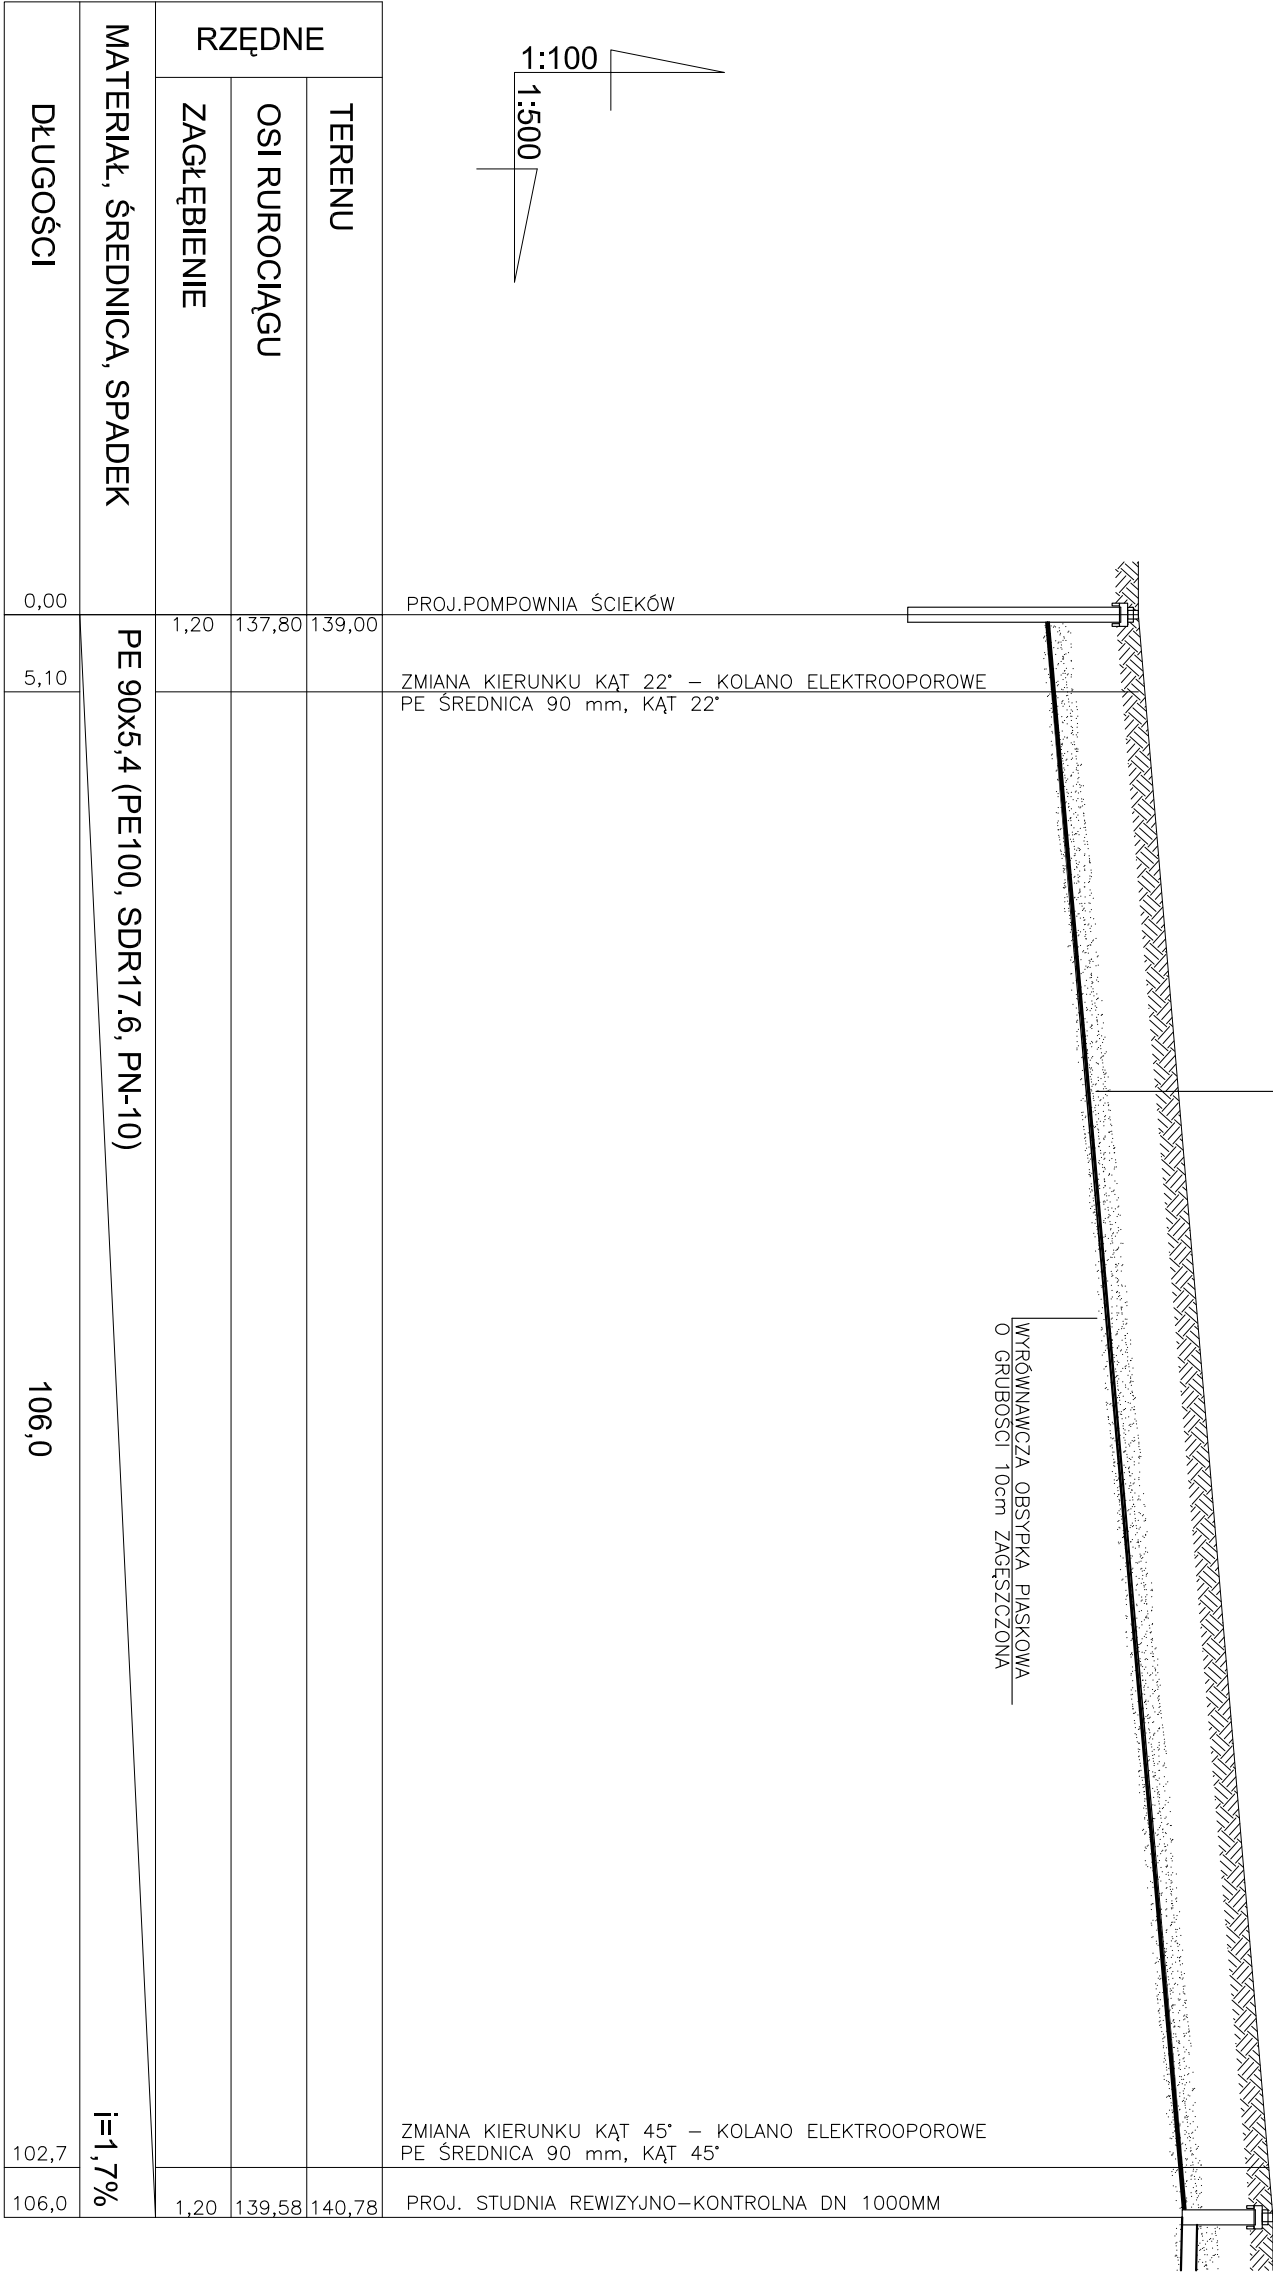 1:100
1:500
RZĘDNE
TERENU
OSI RUROCIĄGU
ZAGŁĘBIENIE
MATERIAŁ, ŚREDNICA, SPADEK
DŁUGOŚCI
0,00
PROJ.POMPOWNIA ŚCIEKÓW
1,20
137,80
139,00
5,10
ZMIANA KIERUNKU KĄT 22° – KOLANO ELEKTROOPOROWE
PE ŚREDNICA 90 mm, KĄT 22°
PE 90x5,4 (PE100, SDR17.6, PN-10)
WYRÓWNAWCZA OBSYPKA PIASKOWA
O GRUBOŚCI 10cm ZAGĘSZCZONA
106,0
i=1,7%
102,7
ZMIANA KIERUNKU KĄT 45° – KOLANO ELEKTROOPOROWE
PE ŚREDNICA 90 mm, KĄT 45°
106,0
1,20
139,58
140,78
PROJ. STUDNIA REWIZYJNO–KONTROLNA DN 1000MM